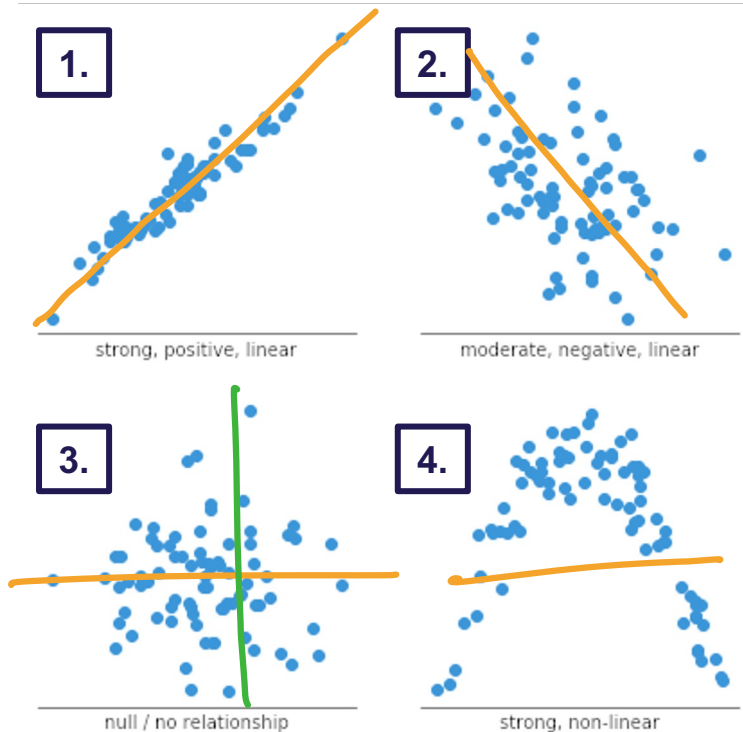 1.
2.
strong, positive, linear
moderate, negative, linear
3.
4.
null / no relationship
strong, non-linear